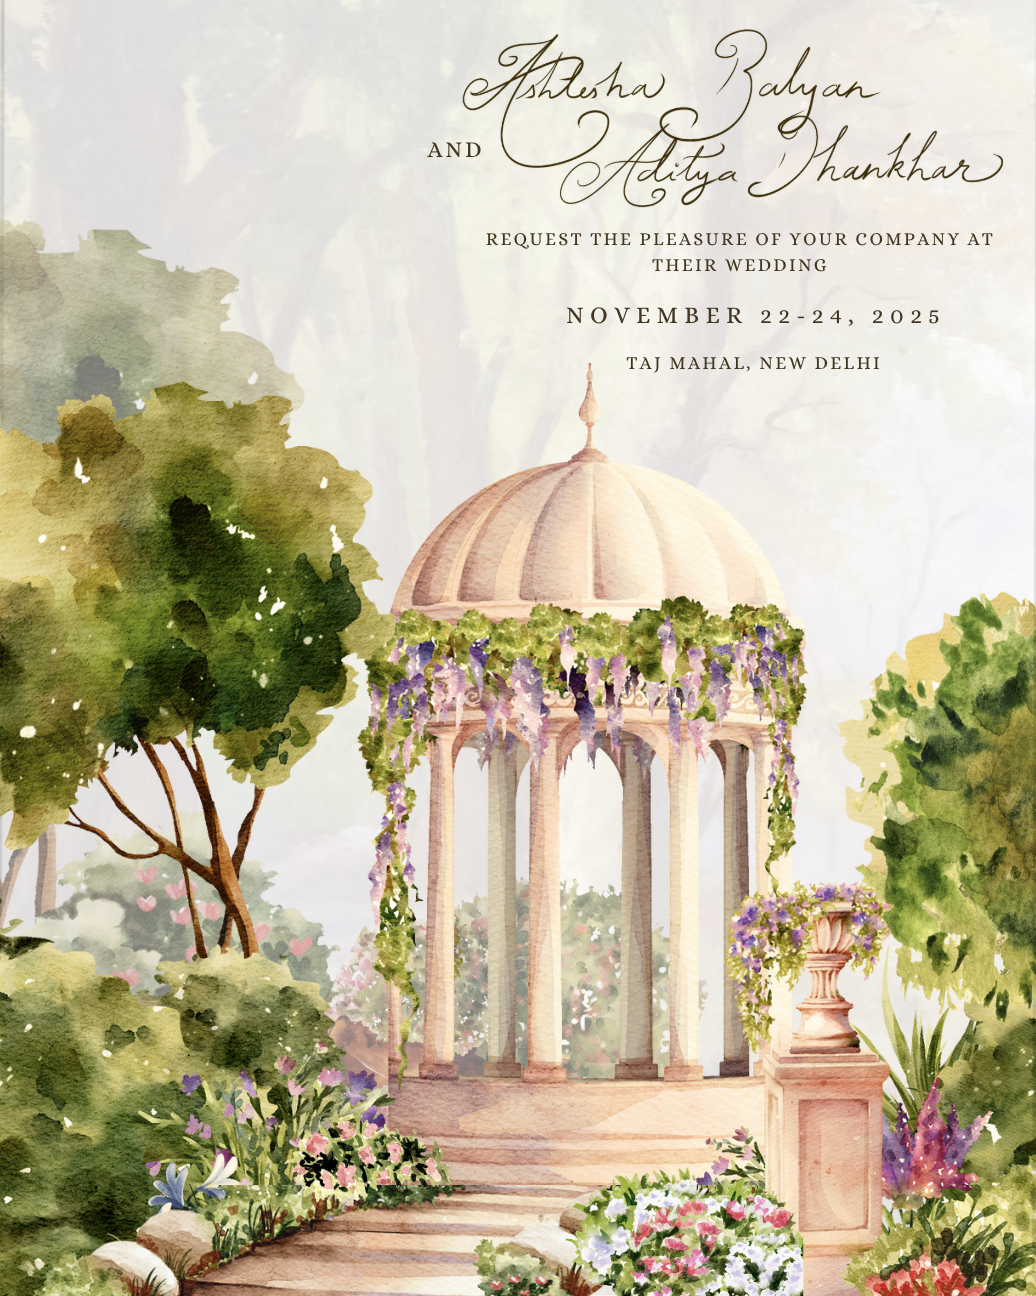 Ashlesha Balyan
AND Aditya Dhankhar
REQUEST THE PLEASURE OF YOUR COMPANY AT
THEIR WEDDING
NOVEMBER 22-24, 2025
TAJ MAHAL, NEW DELHI